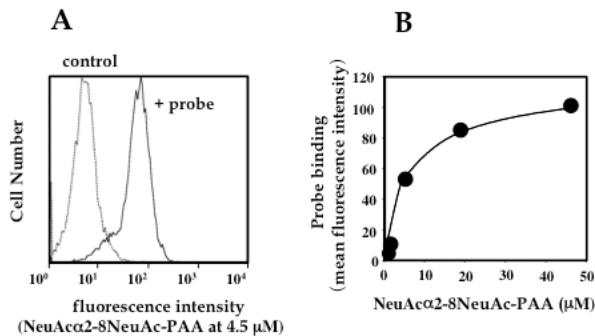 A
control
+ probe
Cell Number
10⁰ 10¹ 10² 10³ 10⁴
fluorescence intensity
(NeuAcα2-8NeuAc-PAA at 4.5 μM)
B
Probe binding
(mean fluorescence intensity)
120
100
80
60
40
20
0
0 10 20 30 40 50
NeuAcα2-8NeuAc-PAA (μM)